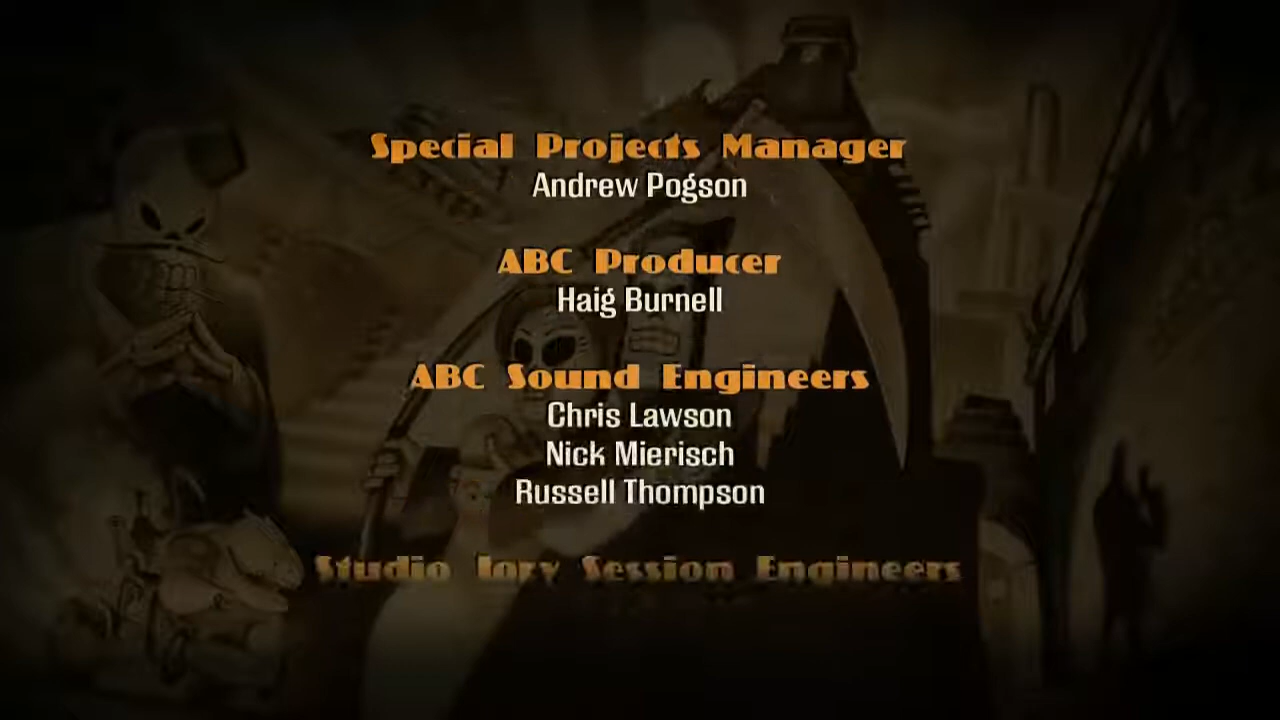 Special Projects Manager
Andrew Pogson
ABC Producer
Haig Burnell
ABC Sound Engineers
Chris Lawson
Nick Mierisch
Russell Thompson
Studio Session Engineers